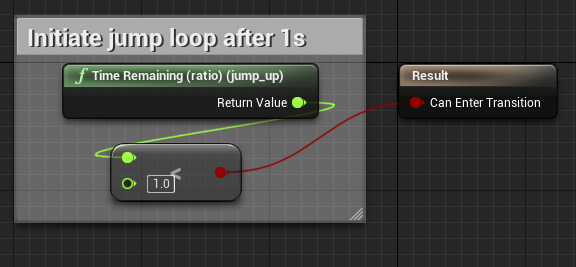 Initiate jump loop after 1s
f Time Remaining (ratio) (jump_up)
Return Value
Result
Can Enter Transition
<
1.0